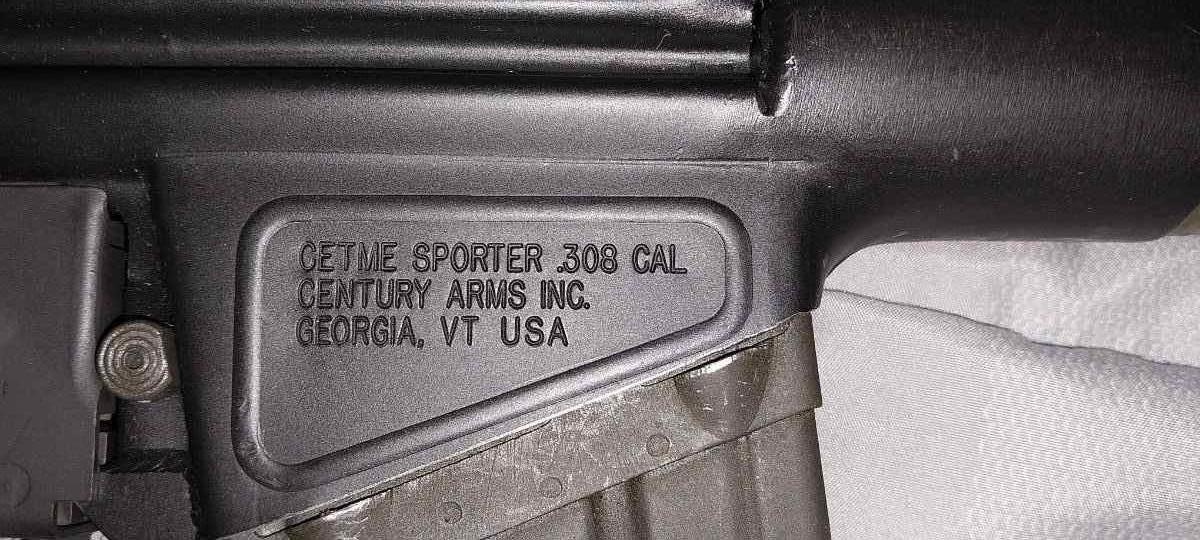 CETME SPORTER .308 CAL
CENTURY ARMS INC.
GEORGIA, VT USA